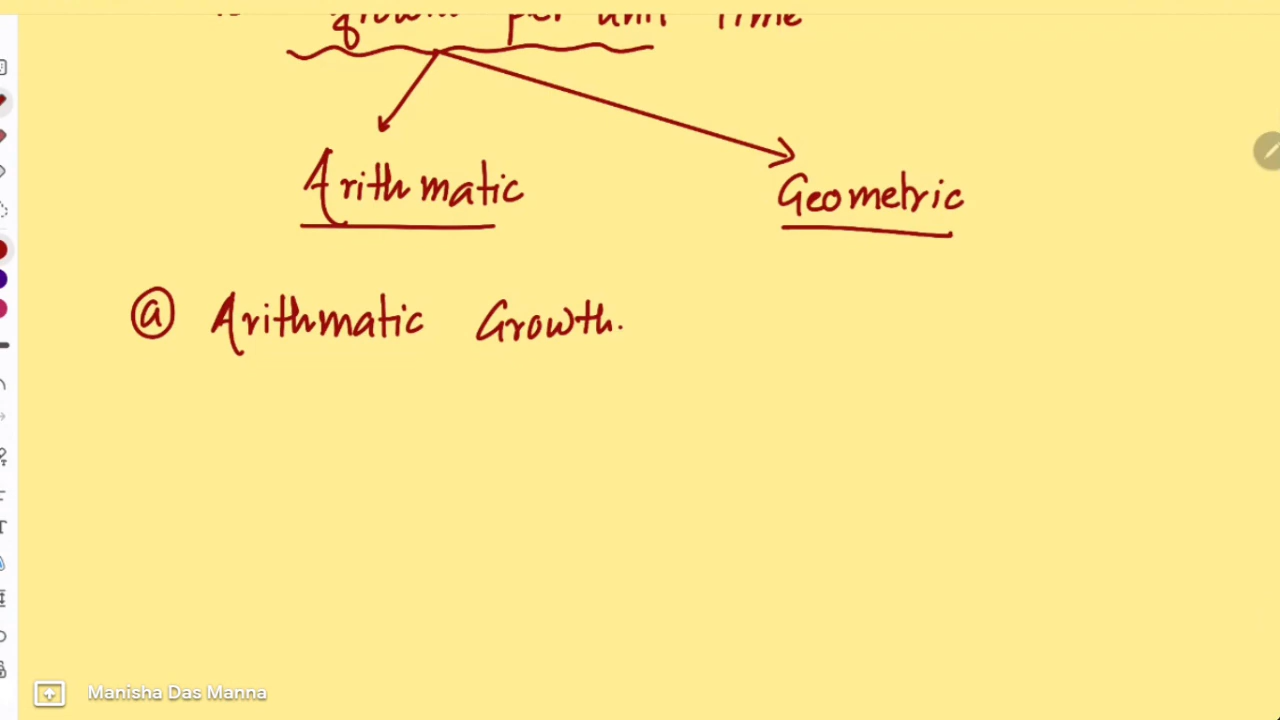 growth per unit Time
Arithmatic Geometric
ⓐ Arithmatic Growth.
Manisha Das Manna